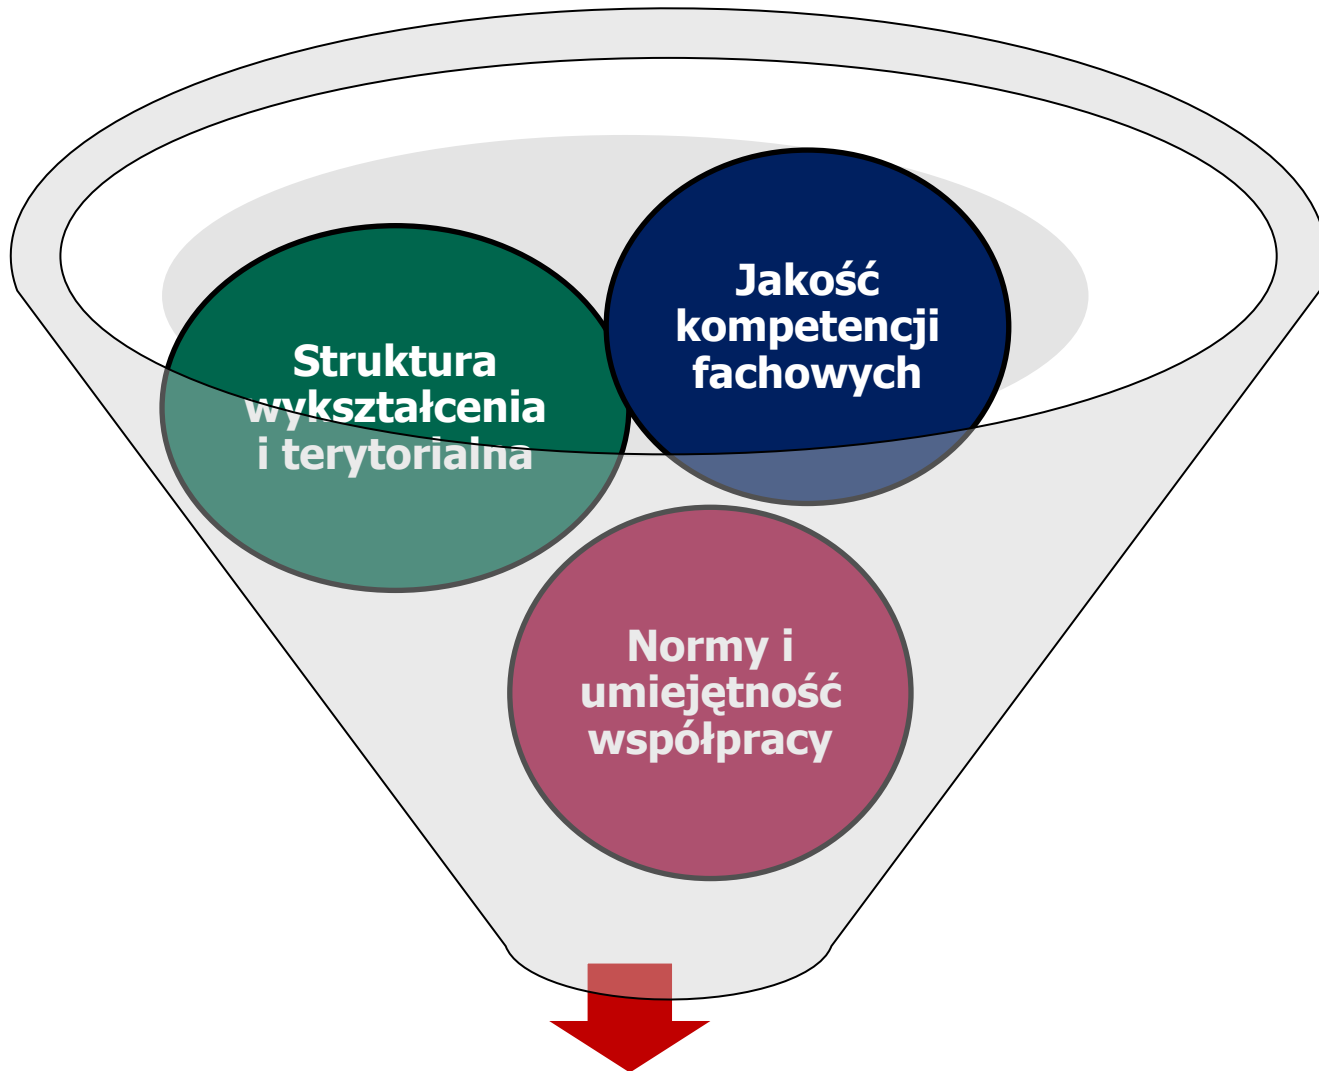 Struktura
wykształcenia
i terytorialna
Jakość
kompetencji
fachowych
Normy i
umiejętność
współpracy